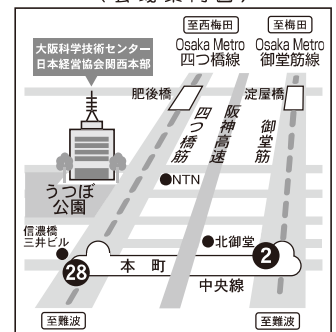 （会場案内図）
至西梅田
至梅田
Osaka Metro
四つ橋線
Osaka Metro
御堂筋線
大阪科学技術センター
日本経営協会関西本部
肥後橋
淀屋橋
四つ橋筋
阪神高速
御堂筋
うつぼ
公園
●NTN
信濃橋
三井ビル
●北御堂
28
本町
2
中央線
至難波
至難波